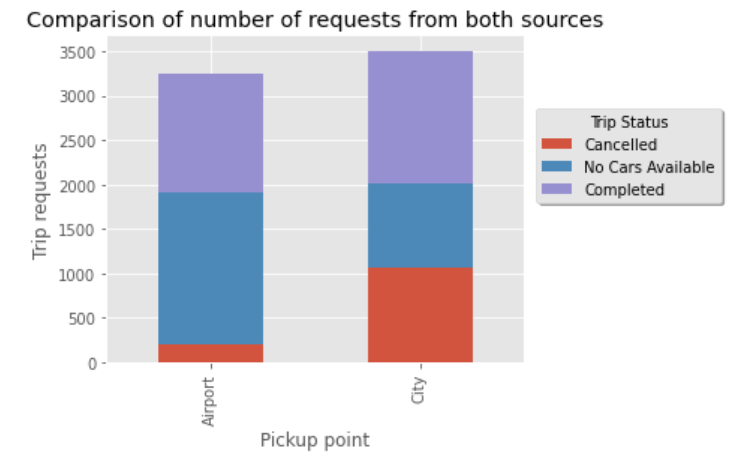 Comparison of number of requests from both sources
3500
3000
2500
2000
1500
1000
500
0
Trip requests
Airport
City
Pickup point
Trip Status
Cancelled
No Cars Available
Completed